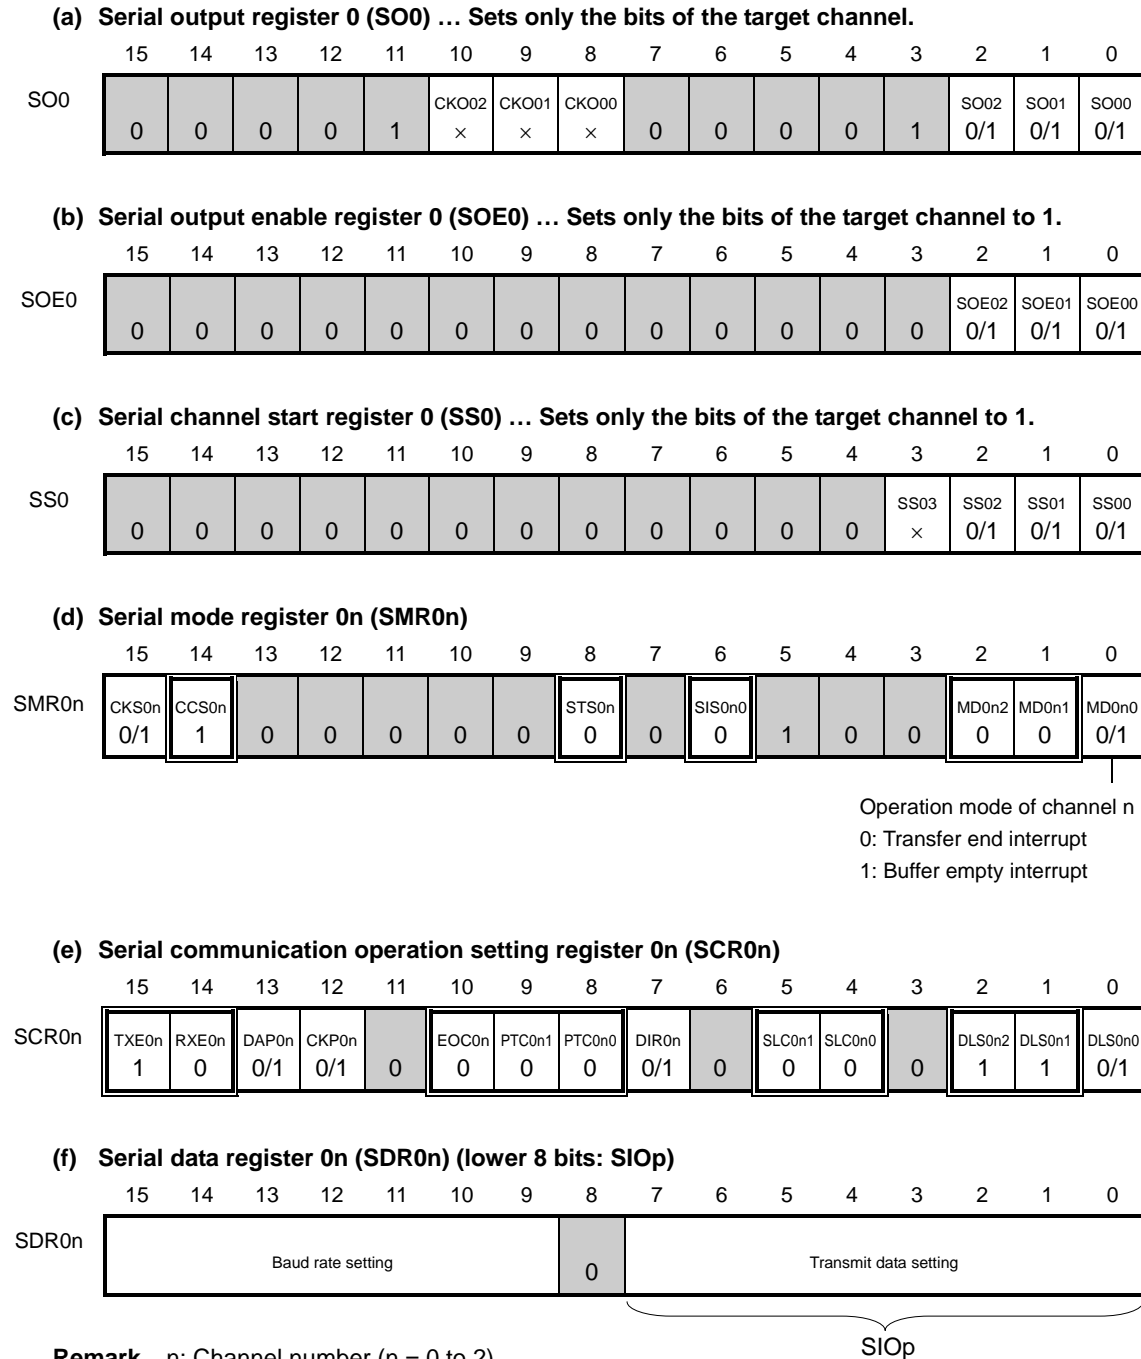 (a) Serial output register 0 (SO0) … Sets only the bits of the target channel.
15 14 13 12 11 10 9 8 7 6 5 4 3 2 1 0
SO0
CKO02 CKO01 CKO00 SO02 SO01 SO00
0 0 0 0 1 × × × 0 0 0 0 1 0/1 0/1 0/1
(b) Serial output enable register 0 (SOE0) … Sets only the bits of the target channel to 1.
15 14 13 12 11 10 9 8 7 6 5 4 3 2 1 0
SOE0
SOE02 SOE01 SOE00
0 0 0 0 0 0 0 0 0 0 0 0 0 0/1 0/1 0/1
(c) Serial channel start register 0 (SS0) … Sets only the bits of the target channel to 1.
15 14 13 12 11 10 9 8 7 6 5 4 3 2 1 0
SS0
SS03 SS02 SS01 SS00
0 0 0 0 0 0 0 0 0 0 0 0 × 0/1 0/1 0/1
(d) Serial mode register 0n (SMR0n)
15 14 13 12 11 10 9 8 7 6 5 4 3 2 1 0
SMR0n
CKS0n CCS0n STS0n SIS0n0 MD0n2 MD0n1 MD0n0
0/1 1 0 0 0 0 0 0 0 0 1 0 0 0 0 0/1
Operation mode of channel n
0: Transfer end interrupt
1: Buffer empty interrupt
(e) Serial communication operation setting register 0n (SCR0n)
15 14 13 12 11 10 9 8 7 6 5 4 3 2 1 0
SCR0n
TXE0n RXE0n DAP0n CKP0n EOC0n PTC0n1 PTC0n0 DIR0n SLC0n1 SLC0n0 DLS0n2 DLS0n1 DLS0n0
1 0 0/1 0/1 0 0 0 0 0/1 0 0 0 0 1 1 0/1
(f) Serial data register 0n (SDR0n) (lower 8 bits: SIOp)
15 14 13 12 11 10 9 8 7 6 5 4 3 2 1 0
SDR0n
Baud rate setting 0 Transmit data setting
SIOp
Remark n: Channel number (n = 0 to 2)